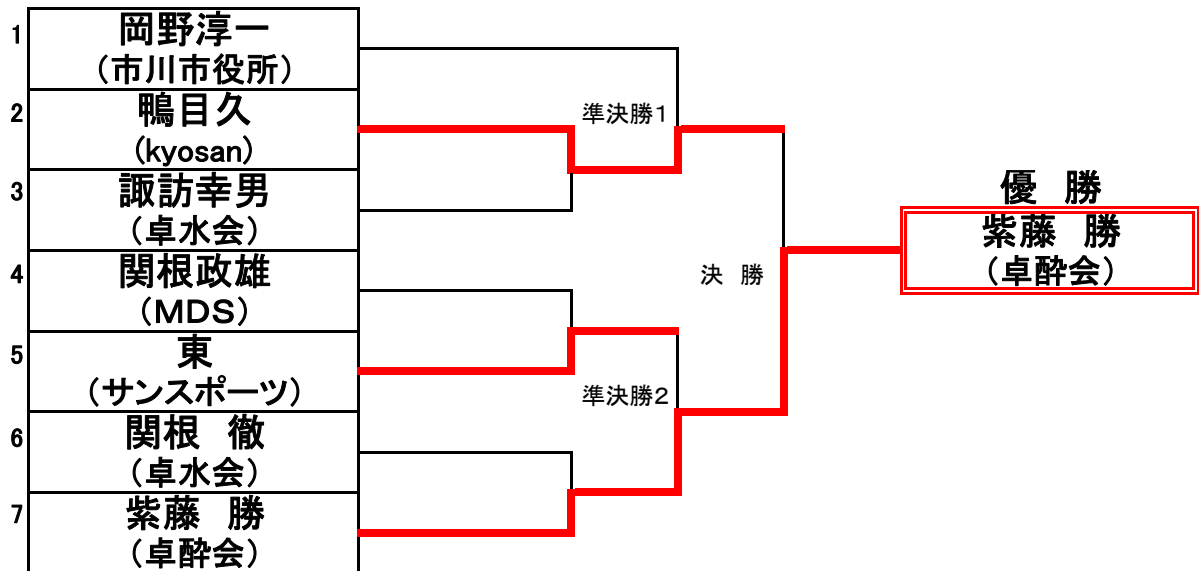 1
岡野淳一
（市川市役所）
2
鴨目久
（kyosan）
3
諏訪幸男
（卓水会）
4
関根政雄
（MDS）
5
東
（サンスポーツ）
6
関根　徹
（卓水会）
7
紫藤　勝
（卓酔会）
準決勝1
準決勝2
決　勝
優　勝
紫藤　勝
（卓酔会）